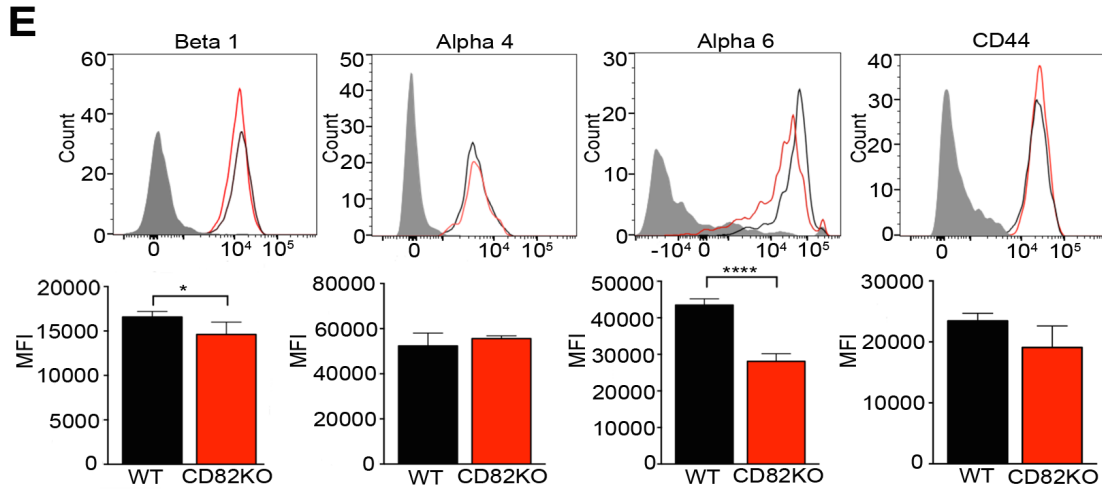 E
Beta 1
60
40
20
0
Count
0 10⁴ 10⁵
Alpha 4
50
40
30
20
10
0
Count
0 10⁴ 10⁵
Alpha 6
30
20
10
0
Count
-10⁴ 0 10⁴ 10⁵
CD44
40
30
20
10
0
Count
0 10⁴ 10⁵
20000
15000
10000
5000
0
MFI
*
WT CD82KO
80000
60000
40000
20000
0
MFI
WT CD82KO
50000
40000
30000
20000
10000
0
MFI
****
WT CD82KO
30000
20000
10000
0
MFI
WT CD82KO